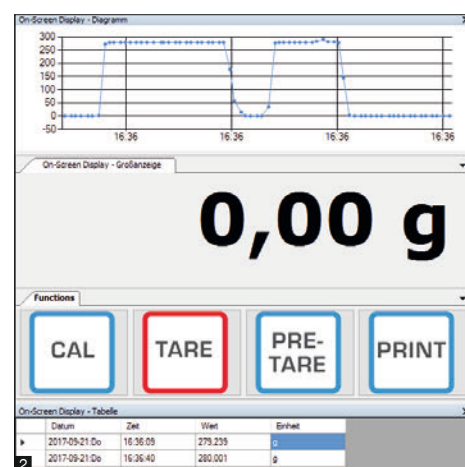 On-Screen Display - Diagramm
300
250
200
150
100
50
0
-50
16:36 16:36 16:36 16:36
On-Screen Display - Großanzeige
0,00 g
Functions
CAL TARE PRE-TARE PRINT
On-Screen Display - Tabelle
Datum Zeit Wert Einheit
2017-09-21:Do 16:36:09 279,239 g
2017-09-21:Do 16:36:40 280,001 g
2